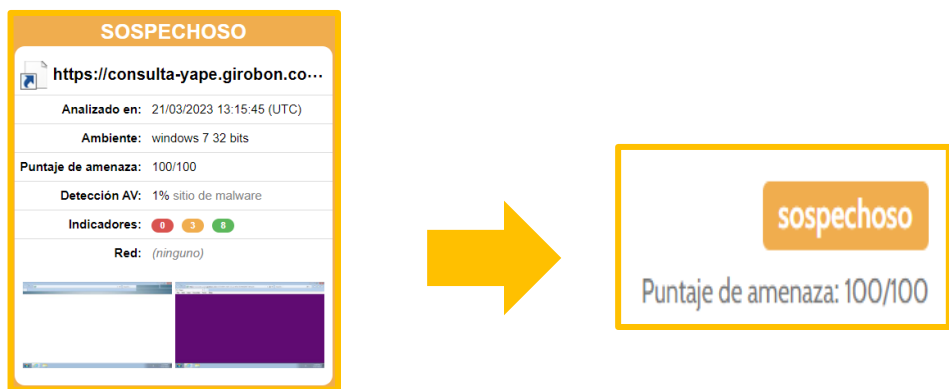 SOSPECHOSO
https://consulta-yape.girobon.co···
Analizado en: 21/03/2023 13:15:45 (UTC)
Ambiente: windows 7 32 bits
Puntaje de amenaza: 100/100
Detección AV: 1% sitio de malware
Indicadores: 0 3 8
Red: (ninguno)
sospechoso
Puntaje de amenaza: 100/100